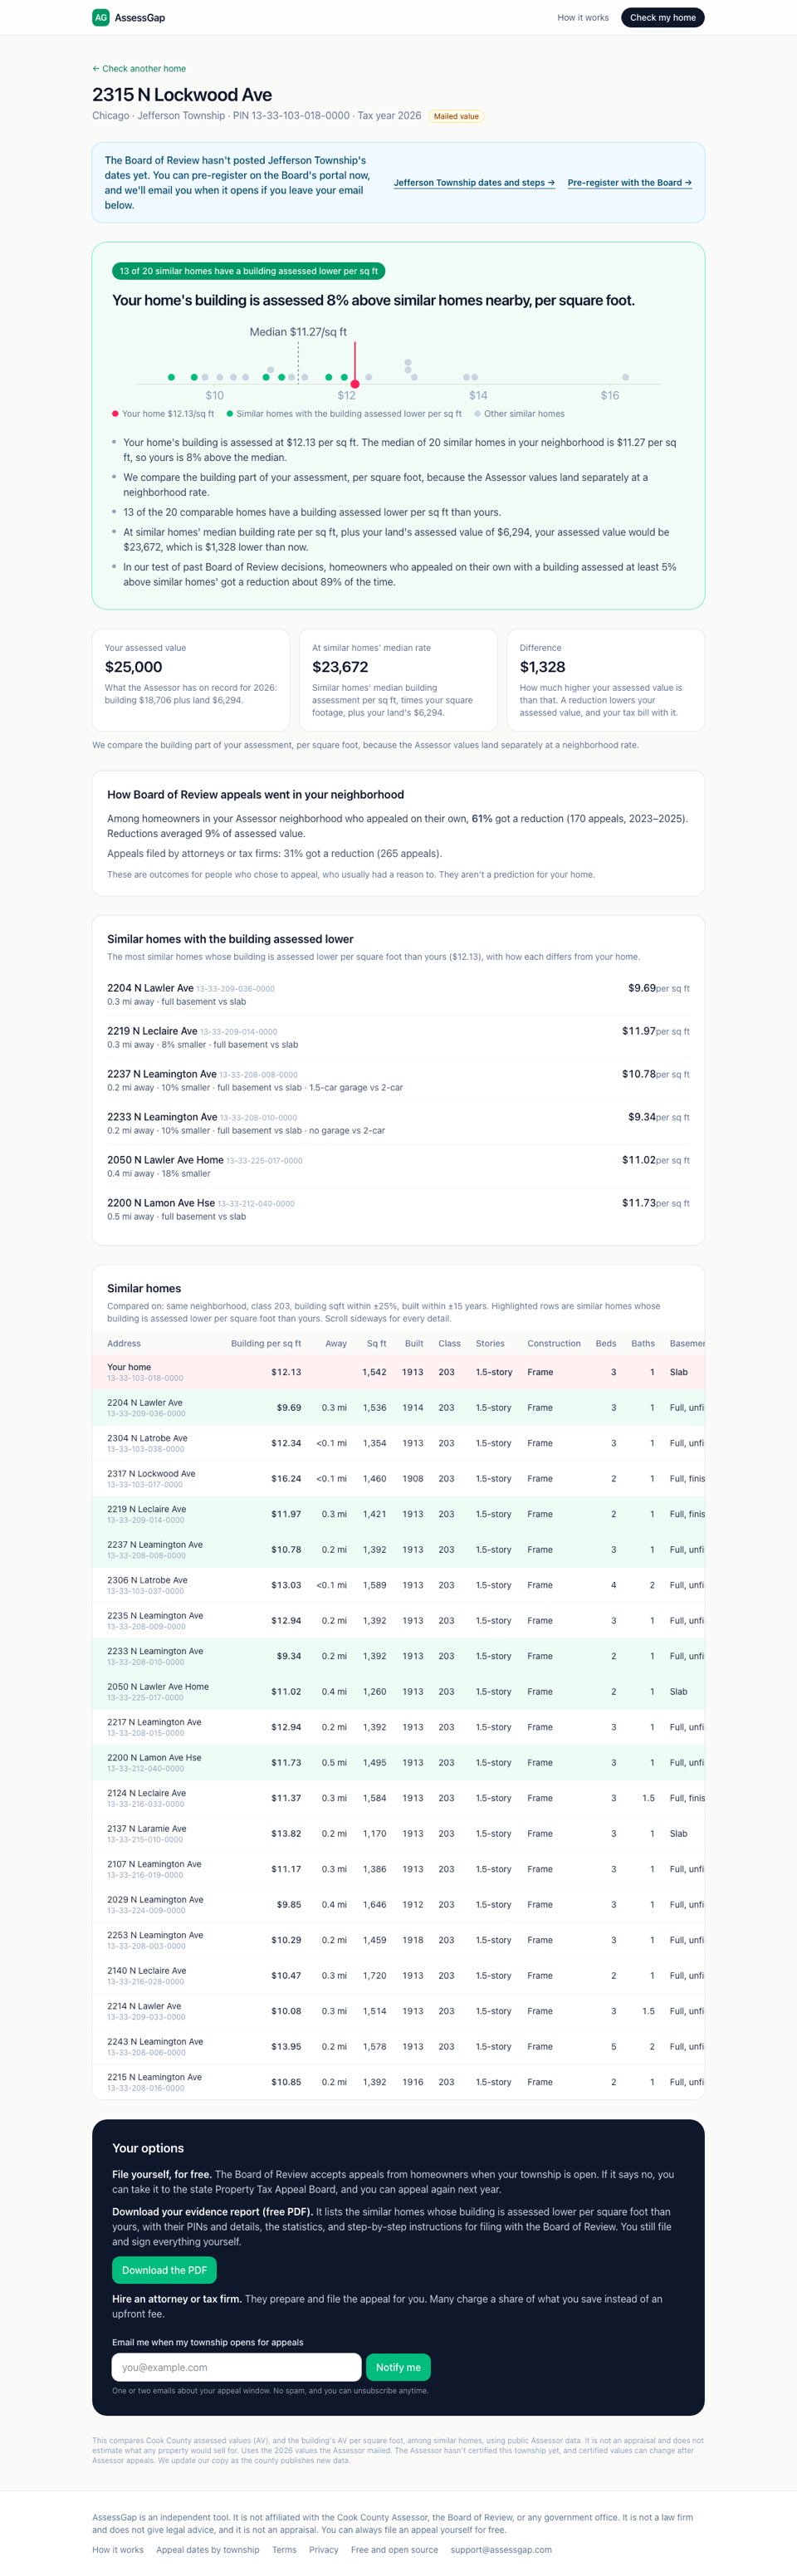 AG AssessGap
How it works
Check my home
← Check another home
2315 N Lockwood Ave
Chicago · Jefferson Township · PIN 13-33-103-018-0000 · Tax year 2026 Mailed value
The Board of Review hasn't posted Jefferson Township's
dates yet. You can pre-register on the Board's portal now,
and we'll email you when it opens if you leave your email
below.
Jefferson Township dates and steps →
Pre-register with the Board →
13 of 20 similar homes have a building assessed lower per sq ft
Your home's building is assessed 8% above similar homes nearby, per square foot.
Median $11.27/sq ft
$10 $12 $14 $16
Your home $12.13/sq ft Similar homes with the building assessed lower per sq ft Other similar homes
Your home's building is assessed at $12.13 per sq ft. The median of 20 similar homes in your neighborhood is $11.27 per sq
ft, so yours is 8% above the median.
We compare the building part of your assessment, per square foot, because the Assessor values land separately at a
neighborhood rate.
13 of the 20 comparable homes have a building assessed lower per sq ft than yours.
At similar homes' median building rate per sq ft, plus your land's assessed value of $6,294, your assessed value would be
$23,672, which is $1,328 lower than now.
In our test of past Board of Review decisions, homeowners who appealed on their own with a building assessed at least 5%
above similar homes' got a reduction about 89% of the time.
Your assessed value
$25,000
What the Assessor has on record for 2026:
building $18,706 plus land $6,294.
At similar homes' median rate
$23,672
Similar homes' median building
assessment per sq ft, times your square
footage, plus your land's $6,294.
Difference
$1,328
How much higher your assessed value is
than that. A reduction lowers your
assessed value, and your tax bill with it.
We compare the building part of your assessment, per square foot, because the Assessor values land separately at a neighborhood rate.
How Board of Review appeals went in your neighborhood
Among homeowners in your Assessor neighborhood who appealed on their own, 61% got a reduction (170 appeals, 2023–2025).
Reductions averaged 9% of assessed value.
Appeals filed by attorneys or tax firms: 31% got a reduction (265 appeals).
These are outcomes for people who chose to appeal, who usually had a reason to. They aren't a prediction for your home.
Similar homes with the building assessed lower
The most similar homes whose building is assessed lower per square foot than yours ($12.13), with how each differs from your home.
2204 N Lawler Ave 13-33-209-036-0000 $9.69per sq ft
0.3 mi away · full basement vs slab
2219 N Leclaire Ave 13-33-209-014-0000 $11.97per sq ft
0.3 mi away · 8% smaller · full basement vs slab
2237 N Leamington Ave 13-33-208-008-0000 $10.78per sq ft
0.2 mi away · 10% smaller · full basement vs slab · 1.5-car garage vs 2-car
2233 N Leamington Ave 13-33-208-010-0000 $9.34per sq ft
0.2 mi away · 10% smaller · full basement vs slab · no garage vs 2-car
2050 N Lawler Ave Home 13-33-225-017-0000 $11.02per sq ft
0.4 mi away · 18% smaller
2200 N Lamon Ave Hse 13-33-212-040-0000 $11.73per sq ft
0.5 mi away · full basement vs slab
Similar homes
Compared on: same neighborhood, class 203, building sqft within ±25%, built within ±15 years. Highlighted rows are similar homes whose
building is assessed lower per square foot than yours. Scroll sideways for every detail.
Address Building per sq ft Away Sq ft Built Class Stories Construction Beds Baths Basemer
Your home $12.13 1,542 1913 203 1.5-story Frame 3 1 Slab
13-33-103-018-0000
2204 N Lawler Ave $9.69 0.3 mi 1,536 1914 203 1.5-story Frame 3 1 Full, unfi
13-33-209-036-0000
2304 N Latrobe Ave $12.34 <0.1 mi 1,354 1913 203 1.5-story Frame 3 1 Full, unfi
13-33-103-038-0000
2317 N Lockwood Ave $16.24 <0.1 mi 1,460 1908 203 1.5-story Frame 2 1 Full, finis
13-33-103-017-0000
2219 N Leclaire Ave $11.97 0.3 mi 1,421 1913 203 1.5-story Frame 2 1 Full, finis
13-33-209-014-0000
2237 N Leamington Ave $10.78 0.2 mi 1,392 1913 203 1.5-story Frame 3 1 Full, unfi
13-33-208-008-0000
2306 N Latrobe Ave $13.03 <0.1 mi 1,589 1913 203 1.5-story Frame 4 2 Full, unfi
13-33-103-037-0000
2235 N Leamington Ave $12.94 0.2 mi 1,392 1913 203 1.5-story Frame 3 1 Full, unfi
13-33-208-009-0000
2233 N Leamington Ave $9.34 0.2 mi 1,392 1913 203 1.5-story Frame 2 1 Full, unfi
13-33-208-010-0000
2050 N Lawler Ave Home $11.02 0.4 mi 1,260 1913 203 1.5-story Frame 2 1 Slab
13-33-225-017-0000
2217 N Leamington Ave $12.94 0.2 mi 1,392 1913 203 1.5-story Frame 3 1 Full, unfi
13-33-208-015-0000
2200 N Lamon Ave Hse $11.73 0.5 mi 1,495 1913 203 1.5-story Frame 3 1 Full, unfi
13-33-212-040-0000
2124 N Leclaire Ave $11.37 0.3 mi 1,584 1913 203 1.5-story Frame 3 1.5 Full, finis
13-33-216-033-0000
2137 N Laramie Ave $13.82 0.2 mi 1,170 1913 203 1.5-story Frame 3 1 Slab
13-33-215-010-0000
2107 N Leamington Ave $11.17 0.3 mi 1,386 1913 203 1.5-story Frame 3 1 Full, unfi
13-33-216-019-0000
2029 N Leamington Ave $9.85 0.4 mi 1,646 1912 203 1.5-story Frame 3 1 Full, unfi
13-33-224-009-0000
2253 N Leamington Ave $10.29 0.2 mi 1,459 1918 203 1.5-story Frame 3 1 Full, unfi
13-33-208-003-0000
2140 N Leclaire Ave $10.47 0.3 mi 1,720 1913 203 1.5-story Frame 2 1 Full, unfi
13-33-216-028-0000
2214 N Lawler Ave $10.08 0.3 mi 1,514 1913 203 1.5-story Frame 3 1.5 Full, unfi
13-33-209-033-0000
2243 N Leamington Ave $13.95 0.2 mi 1,578 1913 203 1.5-story Frame 5 2 Full, unfi
13-33-208-006-0000
2215 N Leamington Ave $10.85 0.2 mi 1,392 1916 203 1.5-story Frame 2 1 Full, unfi
13-33-208-016-0000
Your options
File yourself, for free. The Board of Review accepts appeals from homeowners when your township is open. If it says no, you
can take it to the state Property Tax Appeal Board, and you can appeal again next year.
Download your evidence report (free PDF). It lists the similar homes whose building is assessed lower per square foot than
yours, with their PINs and details, the statistics, and step-by-step instructions for filing with the Board of Review. You still file
and sign everything yourself.
Download the PDF
Hire an attorney or tax firm. They prepare and file the appeal for you. Many charge a share of what you save instead of an
upfront fee.
Email me when my township opens for appeals
you@example.com
Notify me
One or two emails about your appeal window. No spam, and you can unsubscribe anytime.
This compares Cook County assessed values (AV), and the building's AV per square foot, among similar homes, using public Assessor data. It is not an appraisal and does not
estimate what any property would sell for. Uses the 2026 values the Assessor mailed. The Assessor hasn't certified this township yet, and certified values can change after
Assessor appeals. We update our copy as the county publishes new data.
AssessGap is an independent tool. It is not affiliated with the Cook County Assessor, the Board of Review, or any government office. It is not a law firm
and does not give legal advice, and it is not an appraisal. You can always file an appeal yourself for free.
How it works Appeal dates by township Terms Privacy Free and open source support@assessgap.com